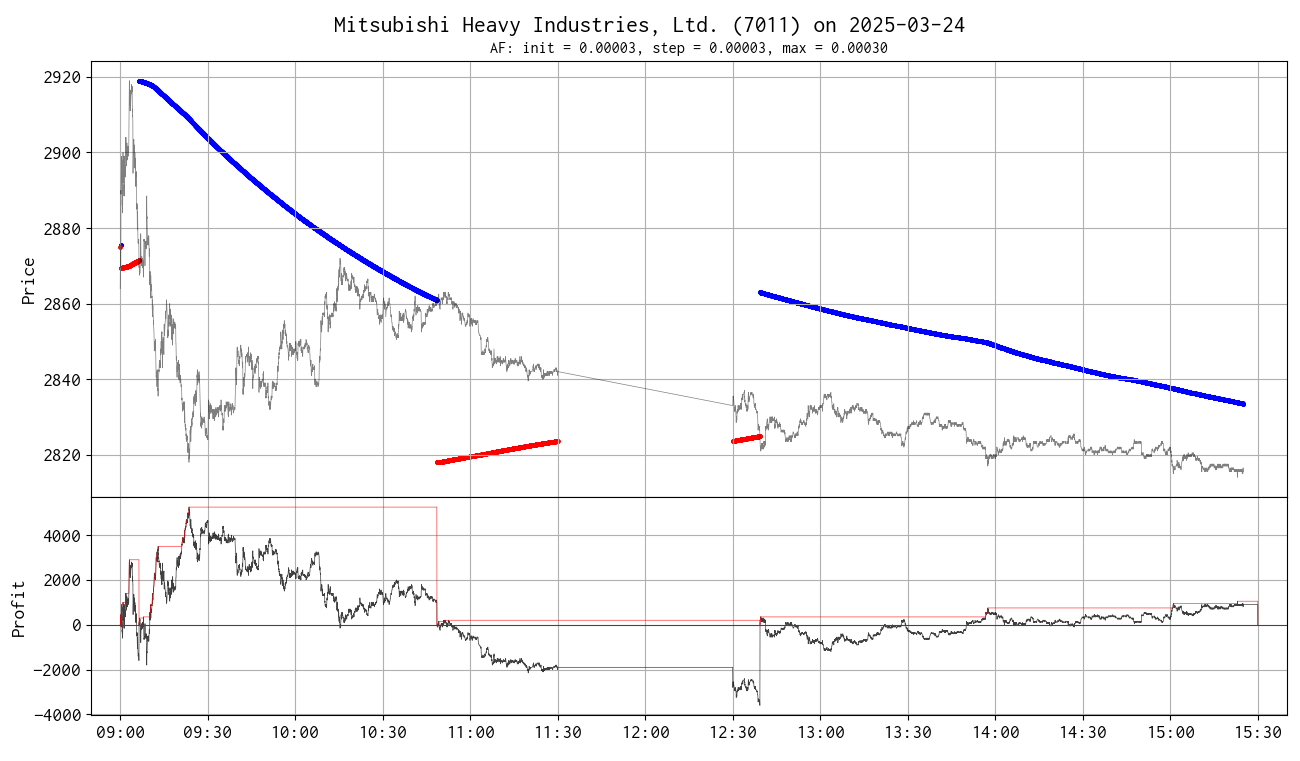 Mitsubishi Heavy Industries, Ltd. (7011) on 2025-03-24
AF: init = 0.00003, step = 0.00003, max = 0.00030
Price
2920
2900
2880
2860
2840
2820
Profit
4000
2000
0
−2000
−4000
09:00 09:30 10:00 10:30 11:00 11:30 12:00 12:30 13:00 13:30 14:00 14:30 15:00 15:30